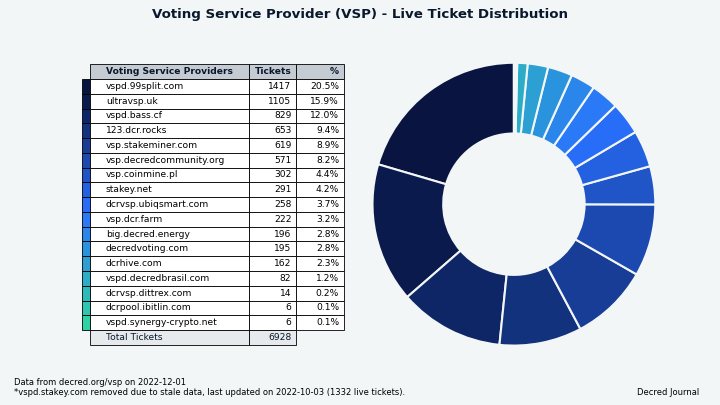 Voting Service Provider (VSP) - Live Ticket Distribution
Voting Service Providers Tickets %
vspd.99split.com 1417 20.5%
ultravsp.uk 1105 15.9%
vspd.bass.cf 829 12.0%
123.dcr.rocks 653 9.4%
vsp.stakeminer.com 619 8.9%
vsp.decredcommunity.org 571 8.2%
vsp.coinmine.pl 302 4.4%
stakey.net 291 4.2%
dcrvsp.ubiqsmart.com 258 3.7%
vsp.dcr.farm 222 3.2%
big.decred.energy 196 2.8%
decredvoting.com 195 2.8%
dcrhive.com 162 2.3%
vspd.decredbrasil.com 82 1.2%
dcrvsp.dittrex.com 14 0.2%
dcrpool.ibitlin.com 6 0.1%
vspd.synergy-crypto.net 6 0.1%
Total Tickets 6928
Data from decred.org/vsp on 2022-12-01
*vspd.stakey.com removed due to stale data, last updated on 2022-10-03 (1332 live tickets).
Decred Journal